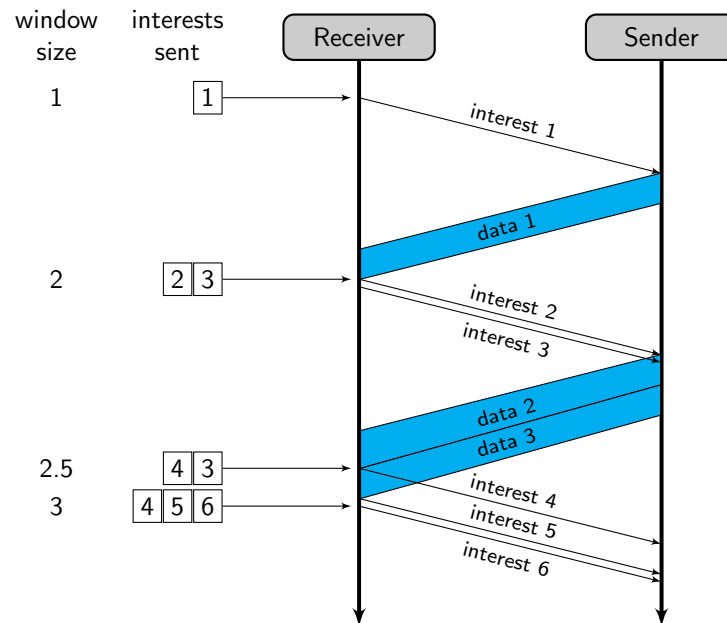 window size
interests sent
Receiver
Sender
1
1
interest 1
data 1
2
2 3
interest 2
interest 3
data 2
data 3
2.5
4 3
interest 4
3
4 5 6
interest 5
interest 6